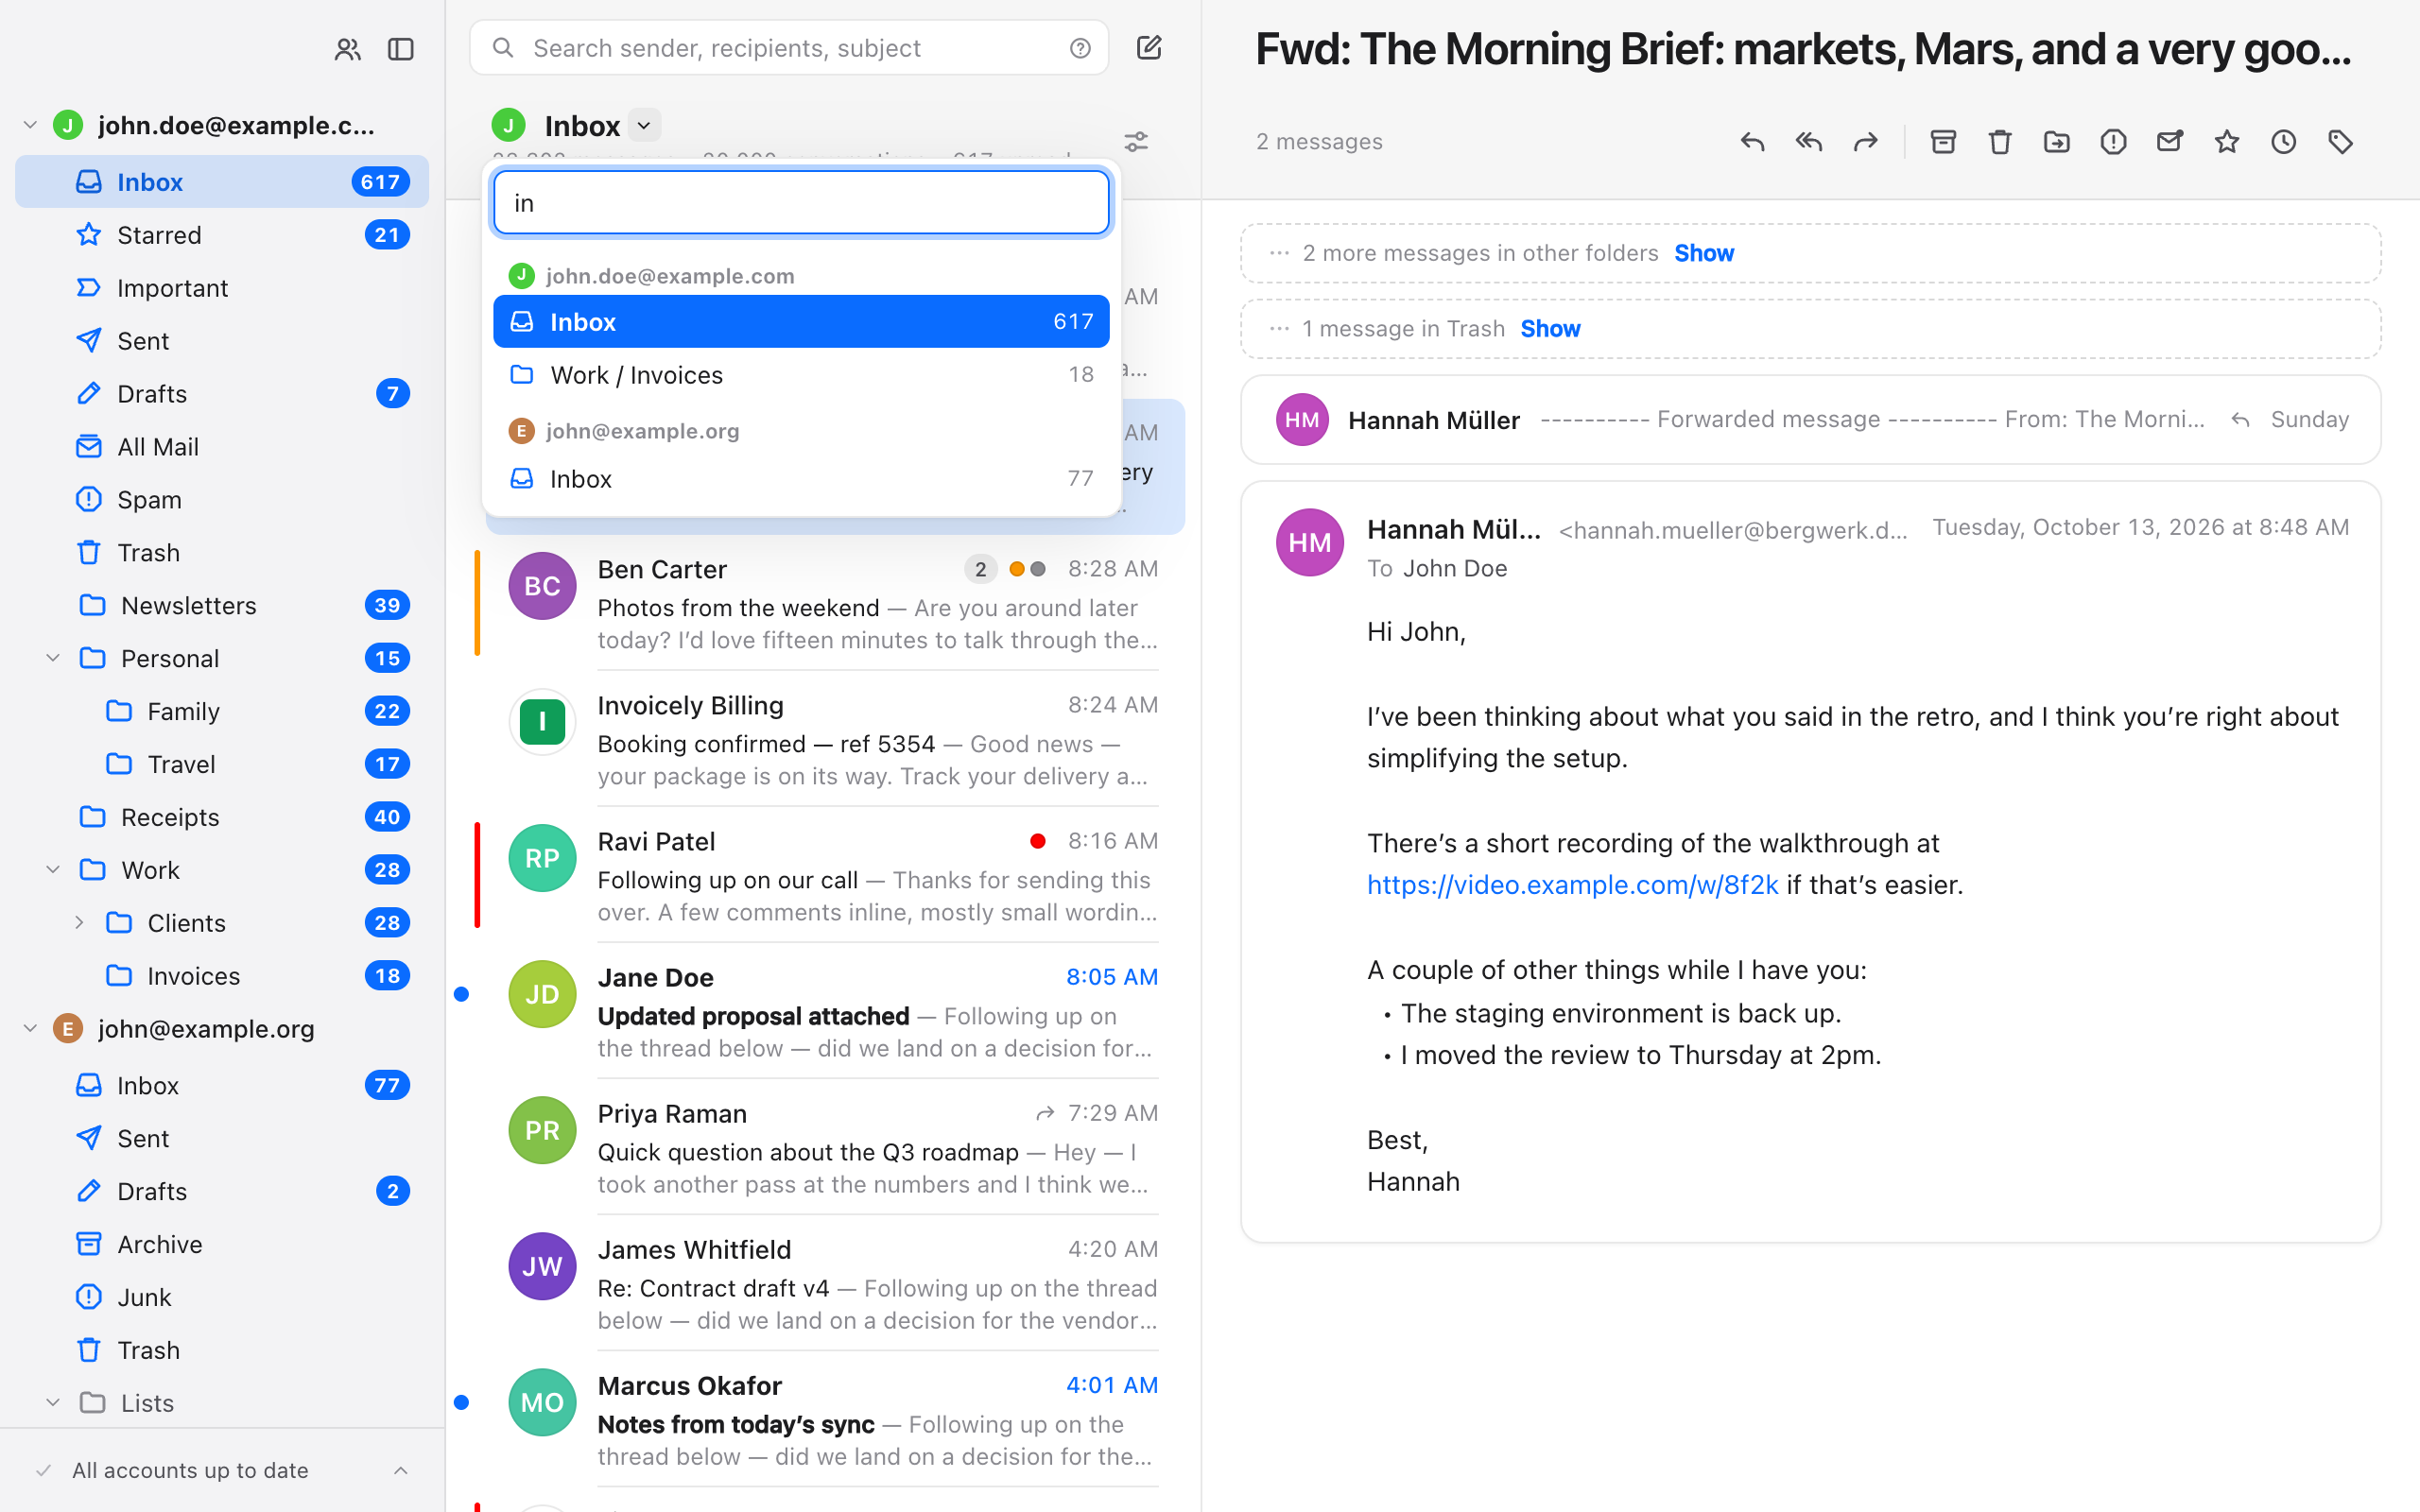 john.doe@example.c...
Inbox 617
Starred 21
Important
Sent
Drafts 7
All Mail
Spam
Trash
Newsletters 39
Personal 15
Family 22
Travel 17
Receipts 40
Work 28
Clients 28
Invoices 18
E john@example.org
Inbox 77
Sent
Drafts 2
Archive
Junk
Trash
Lists
All accounts up to date
Search sender, recipients, subject
J Inbox
in
J john.doe@example.com
Inbox 617
Work / Invoices 18
E john@example.org
Inbox 77
AM
a...
AM
ery
BC Ben Carter 2 8:28 AM
Photos from the weekend — Are you around later
today? I’d love fifteen minutes to talk through the...
I Invoicely Billing 8:24 AM
Booking confirmed — ref 5354 — Good news —
your package is on its way. Track your delivery a...
RP Ravi Patel 8:16 AM
Following up on our call — Thanks for sending this
over. A few comments inline, mostly small wordin...
JD Jane Doe 8:05 AM
Updated proposal attached — Following up on
the thread below — did we land on a decision for...
PR Priya Raman 7:29 AM
Quick question about the Q3 roadmap — Hey — I
took another pass at the numbers and I think we...
JW James Whitfield 4:20 AM
Re: Contract draft v4 — Following up on the thread
below — did we land on a decision for the vendor...
MO Marcus Okafor 4:01 AM
Notes from today’s sync — Following up on the
thread below — did we land on a decision for the...
Fwd: The Morning Brief: markets, Mars, and a very goo...
2 messages
2 more messages in other folders Show
1 message in Trash Show
HM Hannah Müller ---------- Forwarded message ---------- From: The Morni... Sunday
HM Hannah Mül... <hannah.mueller@bergwerk.d... Tuesday, October 13, 2026 at 8:48 AM
To John Doe
Hi John,
I’ve been thinking about what you said in the retro, and I think you’re right about
simplifying the setup.
There’s a short recording of the walkthrough at
https://video.example.com/w/8f2k if that’s easier.
A couple of other things while I have you:
• The staging environment is back up.
• I moved the review to Thursday at 2pm.
Best,
Hannah